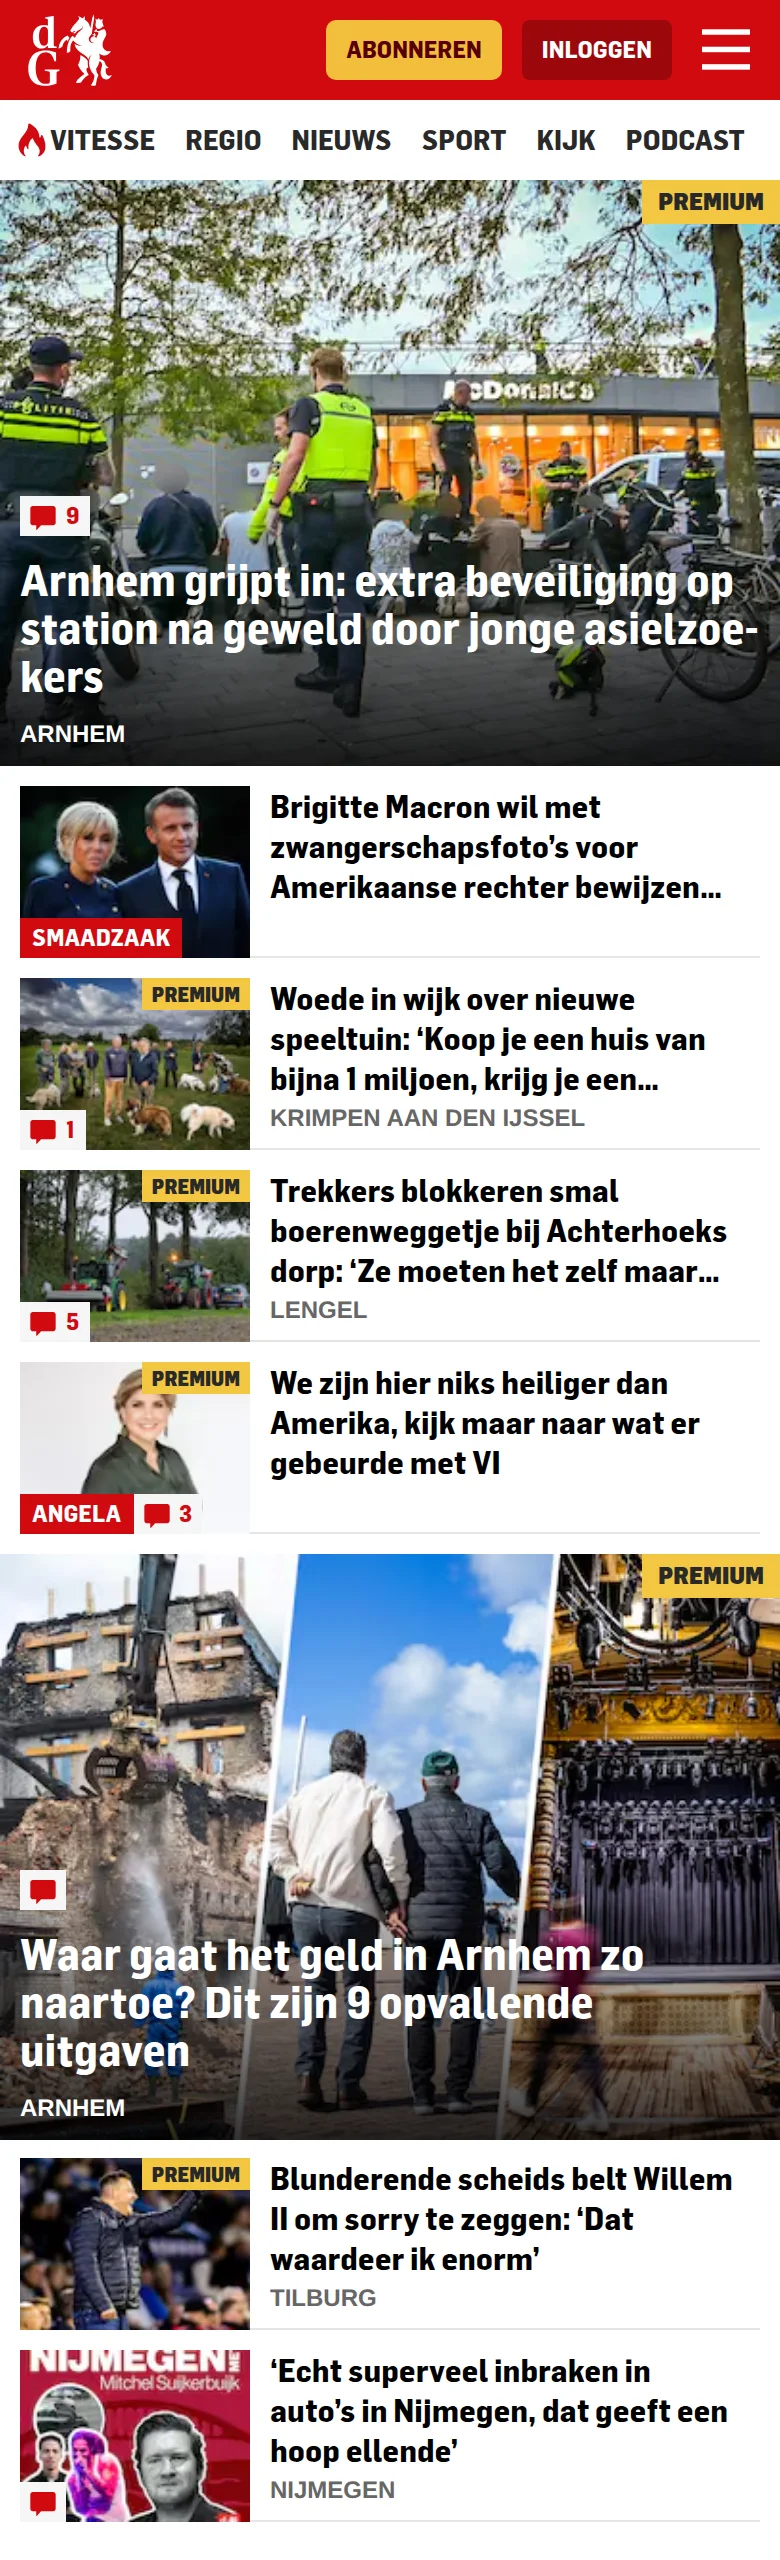 dG
ABONNEREN
INLOGGEN
VITESSE REGIO NIEUWS SPORT KIJK PODCAST
PREMIUM
McDonald's
POLITIE
9
Arnhem grijpt in: extra beveiliging op
station na geweld door jonge asielzoe-
kers
ARNHEM
SMAADZAAK
Brigitte Macron wil met
zwangerschapsfoto’s voor
Amerikaanse rechter bewijzen...
PREMIUM
1
Woede in wijk over nieuwe
speeltuin: ‘Koop je een huis van
bijna 1 miljoen, krijg je een...
KRIMPEN AAN DEN IJSSEL
PREMIUM
5
Trekkers blokkeren smal
boerenweggetje bij Achterhoeks
dorp: ‘Ze moeten het zelf maar...
LENGEL
PREMIUM
ANGELA
3
We zijn hier niks heiliger dan
Amerika, kijk maar naar wat er
gebeurde met VI
PREMIUM
Waar gaat het geld in Arnhem zo
naartoe? Dit zijn 9 opvallende
uitgaven
ARNHEM
PREMIUM
Blunderende scheids belt Willem
II om sorry te zeggen: ‘Dat
waardeer ik enorm’
TILBURG
NIJMEGEN
ME
Mitchel Suijkerbuijk
‘Echt superveel inbraken in
auto’s in Nijmegen, dat geeft een
hoop ellende’
NIJMEGEN